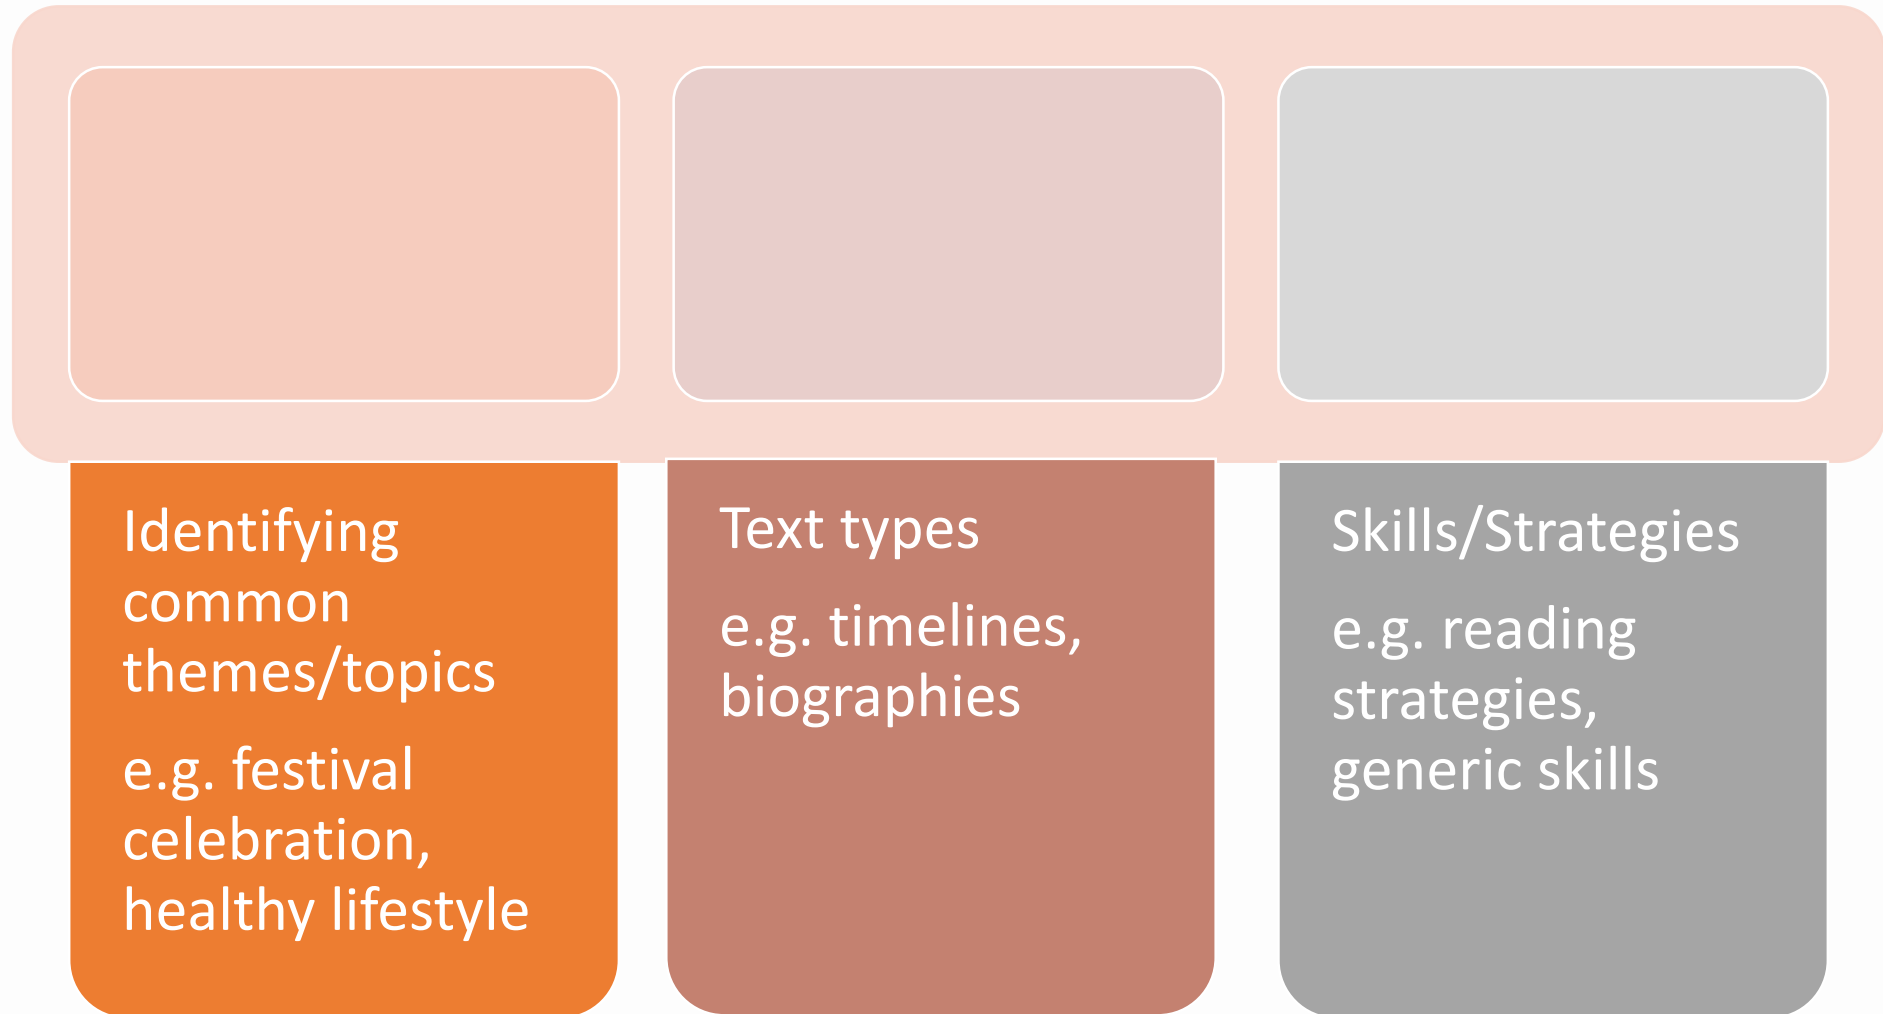 Identifying
common
themes/topics
e.g. festival
celebration,
healthy lifestyle
Text types
e.g. timelines,
biographies
Skills/Strategies
e.g. reading
strategies,
generic skills